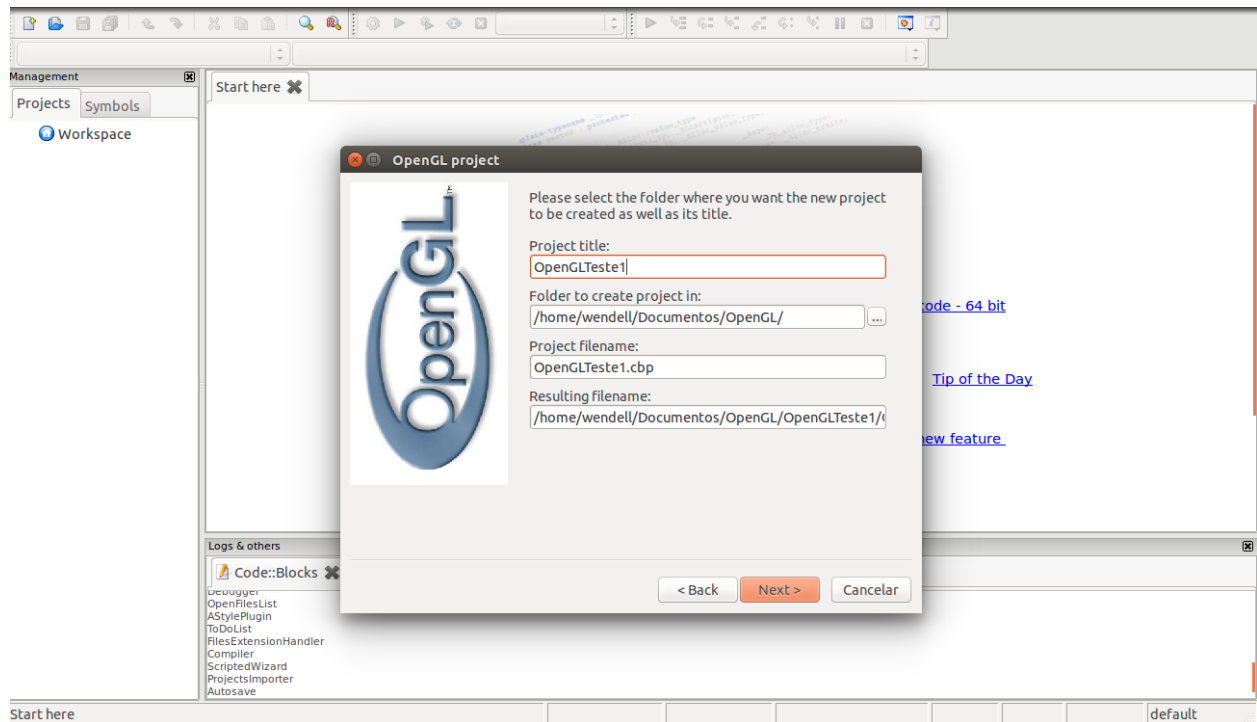 Management
Projects
Symbols
Workspace
Start here
OpenGL project
OpenGL
Please select the folder where you want the new project
to be created as well as its title.
Project title:
OpenGLTeste1
Folder to create project in:
/home/wendell/Documentos/OpenGL/
...
Project filename:
OpenGLTeste1.cbp
Resulting filename:
/home/wendell/Documentos/OpenGL/OpenGLTeste1/
< Back
Next >
Cancelar
ode - 64 bit
Tip of the Day
new feature
Logs & others
Code::Blocks
Debugger
OpenFilesList
AStylePlugin
ToDoList
FilesExtensionHandler
Compiler
ScriptedWizard
ProjectsImporter
Autosave
Start here
default